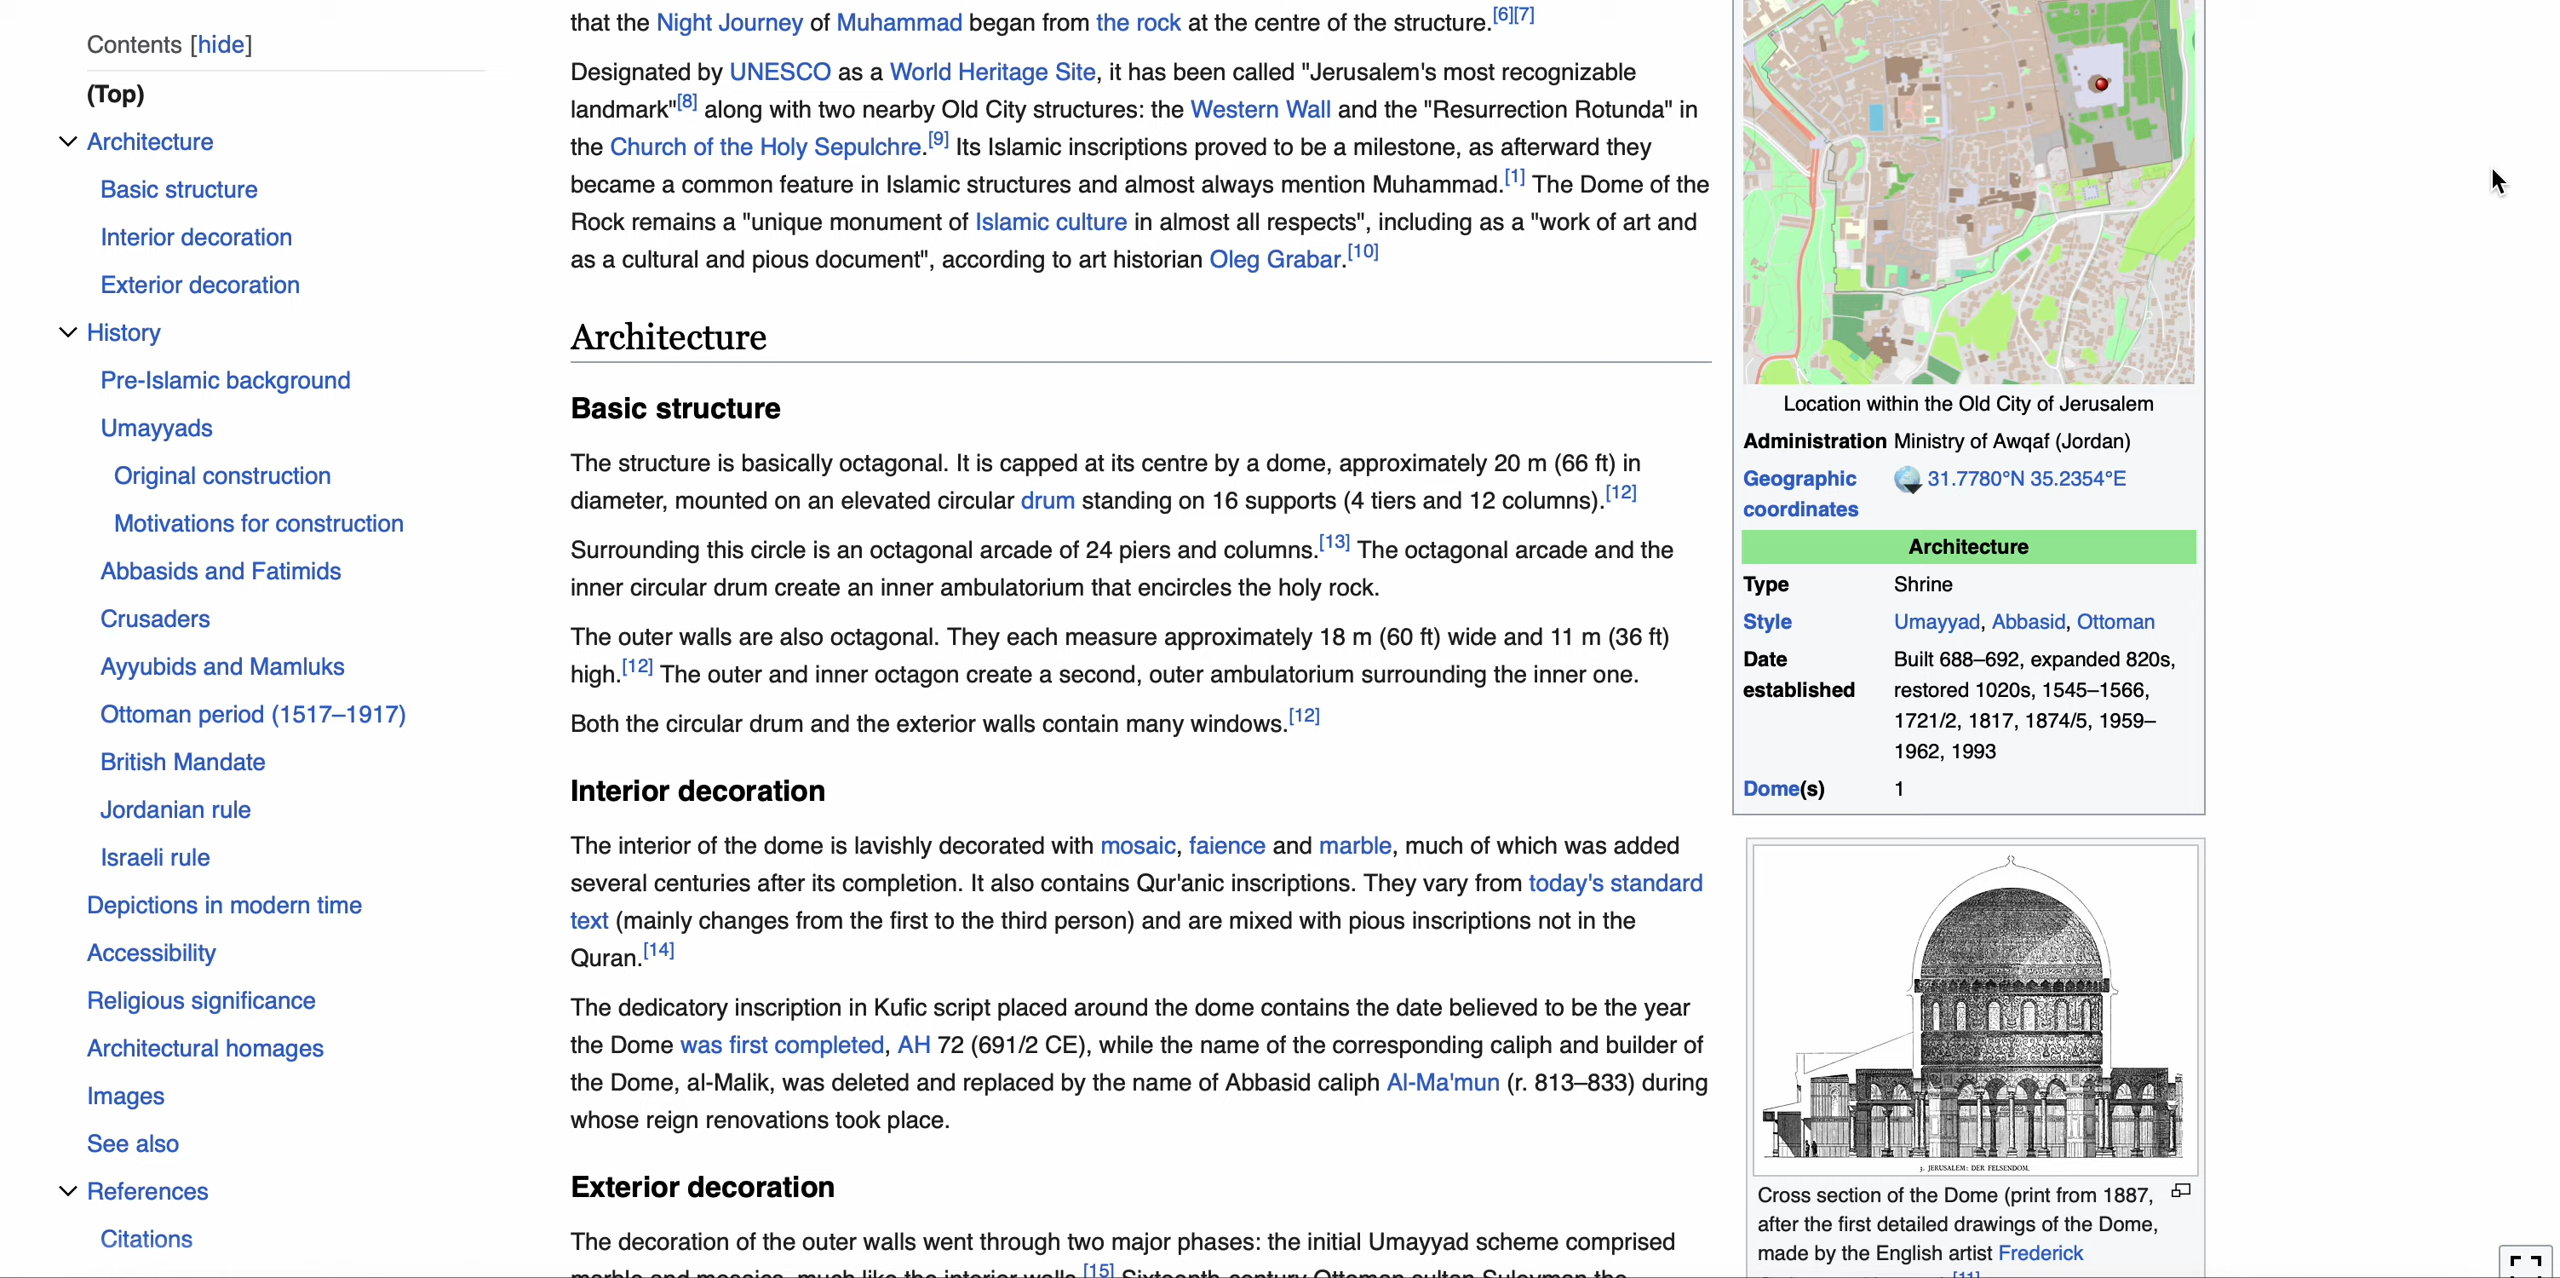 Contents [hide]
(Top)
Architecture
Basic structure
Interior decoration
Exterior decoration
History
Pre-Islamic background
Umayyads
Original construction
Motivations for construction
Abbasids and Fatimids
Crusaders
Ayyubids and Mamluks
Ottoman period (1517–1917)
British Mandate
Jordanian rule
Israeli rule
Depictions in modern time
Accessibility
Religious significance
Architectural homages
Images
See also
References
Citations
that the Night Journey of Muhammad began from the rock at the centre of the structure.[6][7]
Designated by UNESCO as a World Heritage Site, it has been called "Jerusalem's most recognizable
landmark"[8] along with two nearby Old City structures: the Western Wall and the "Resurrection Rotunda" in
the Church of the Holy Sepulchre.[9] Its Islamic inscriptions proved to be a milestone, as afterward they
became a common feature in Islamic structures and almost always mention Muhammad.[1] The Dome of the
Rock remains a "unique monument of Islamic culture in almost all respects", including as a "work of art and
as a cultural and pious document", according to art historian Oleg Grabar.[10]
Architecture
Basic structure
The structure is basically octagonal. It is capped at its centre by a dome, approximately 20 m (66 ft) in
diameter, mounted on an elevated circular drum standing on 16 supports (4 tiers and 12 columns).[12]
Surrounding this circle is an octagonal arcade of 24 piers and columns.[13] The octagonal arcade and the
inner circular drum create an inner ambulatorium that encircles the holy rock.
The outer walls are also octagonal. They each measure approximately 18 m (60 ft) wide and 11 m (36 ft)
high.[12] The outer and inner octagon create a second, outer ambulatorium surrounding the inner one.
Both the circular drum and the exterior walls contain many windows.[12]
Interior decoration
The interior of the dome is lavishly decorated with mosaic, faience and marble, much of which was added
several centuries after its completion. It also contains Qur'anic inscriptions. They vary from today's standard
text (mainly changes from the first to the third person) and are mixed with pious inscriptions not in the
Quran.[14]
The dedicatory inscription in Kufic script placed around the dome contains the date believed to be the year
the Dome was first completed, AH 72 (691/2 CE), while the name of the corresponding caliph and builder of
the Dome, al-Malik, was deleted and replaced by the name of Abbasid caliph Al-Ma'mun (r. 813–833) during
whose reign renovations took place.
Exterior decoration
The decoration of the outer walls went through two major phases: the initial Umayyad scheme comprised
marble and mosaics, much like the interior walls.[15] Sixteenth-century Ottoman sultan Suleyman the
Location within the Old City of Jerusalem
Administration Ministry of Awqaf (Jordan)
Geographic coordinates 31.7780°N 35.2354°E
Architecture
Type Shrine
Style Umayyad, Abbasid, Ottoman
Date established Built 688–692, expanded 820s,
restored 1020s, 1545–1566,
1721/2, 1817, 1874/5, 1959–
1962, 1993
Dome(s) 1
3. JERUSALEM: DER FELSENDOM.
Cross section of the Dome (print from 1887,
after the first detailed drawings of the Dome,
made by the English artist Frederick
[11]